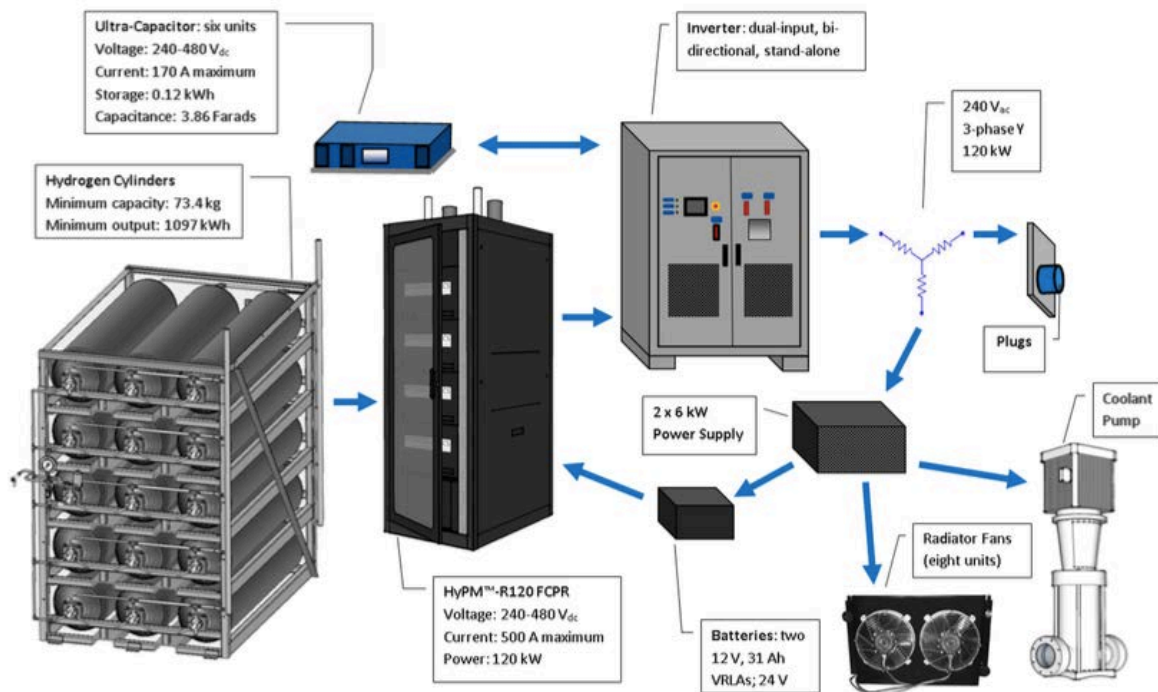 Ultra-Capacitor: six units
Voltage: 240-480 Vdc
Current: 170 A maximum
Storage: 0.12 kWh
Capacitance: 3.86 Farads
Inverter: dual-input, bi-
directional, stand-alone
240 Vac
3-phase Y
120 kW
Hydrogen Cylinders
Minimum capacity: 73.4 kg
Minimum output: 1097 kWh
Plugs
2 x 6 kW
Power Supply
Coolant
Pump
Radiator Fans
(eight units)
HyPM™-R120 FCPR
Voltage: 240-480 Vdc
Current: 500 A maximum
Power: 120 kW
Batteries: two
12 V, 31 Ah
VRLAs; 24 V